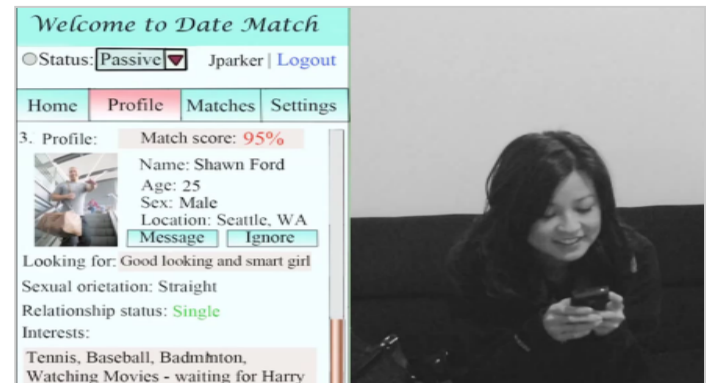 Welcome to Date Match
Status: Passive Jparker | Logout
Home Profile Matches Settings
3. Profile: Match score: 95%
Name: Shawn Ford
Age: 25
Sex: Male
Location: Seattle, WA
Message Ignore
Looking for: Good looking and smart girl
Sexual orietation: Straight
Relationship status: Single
Interests:
Tennis, Baseball, Badminton,
Watching Movies - waiting for Harry